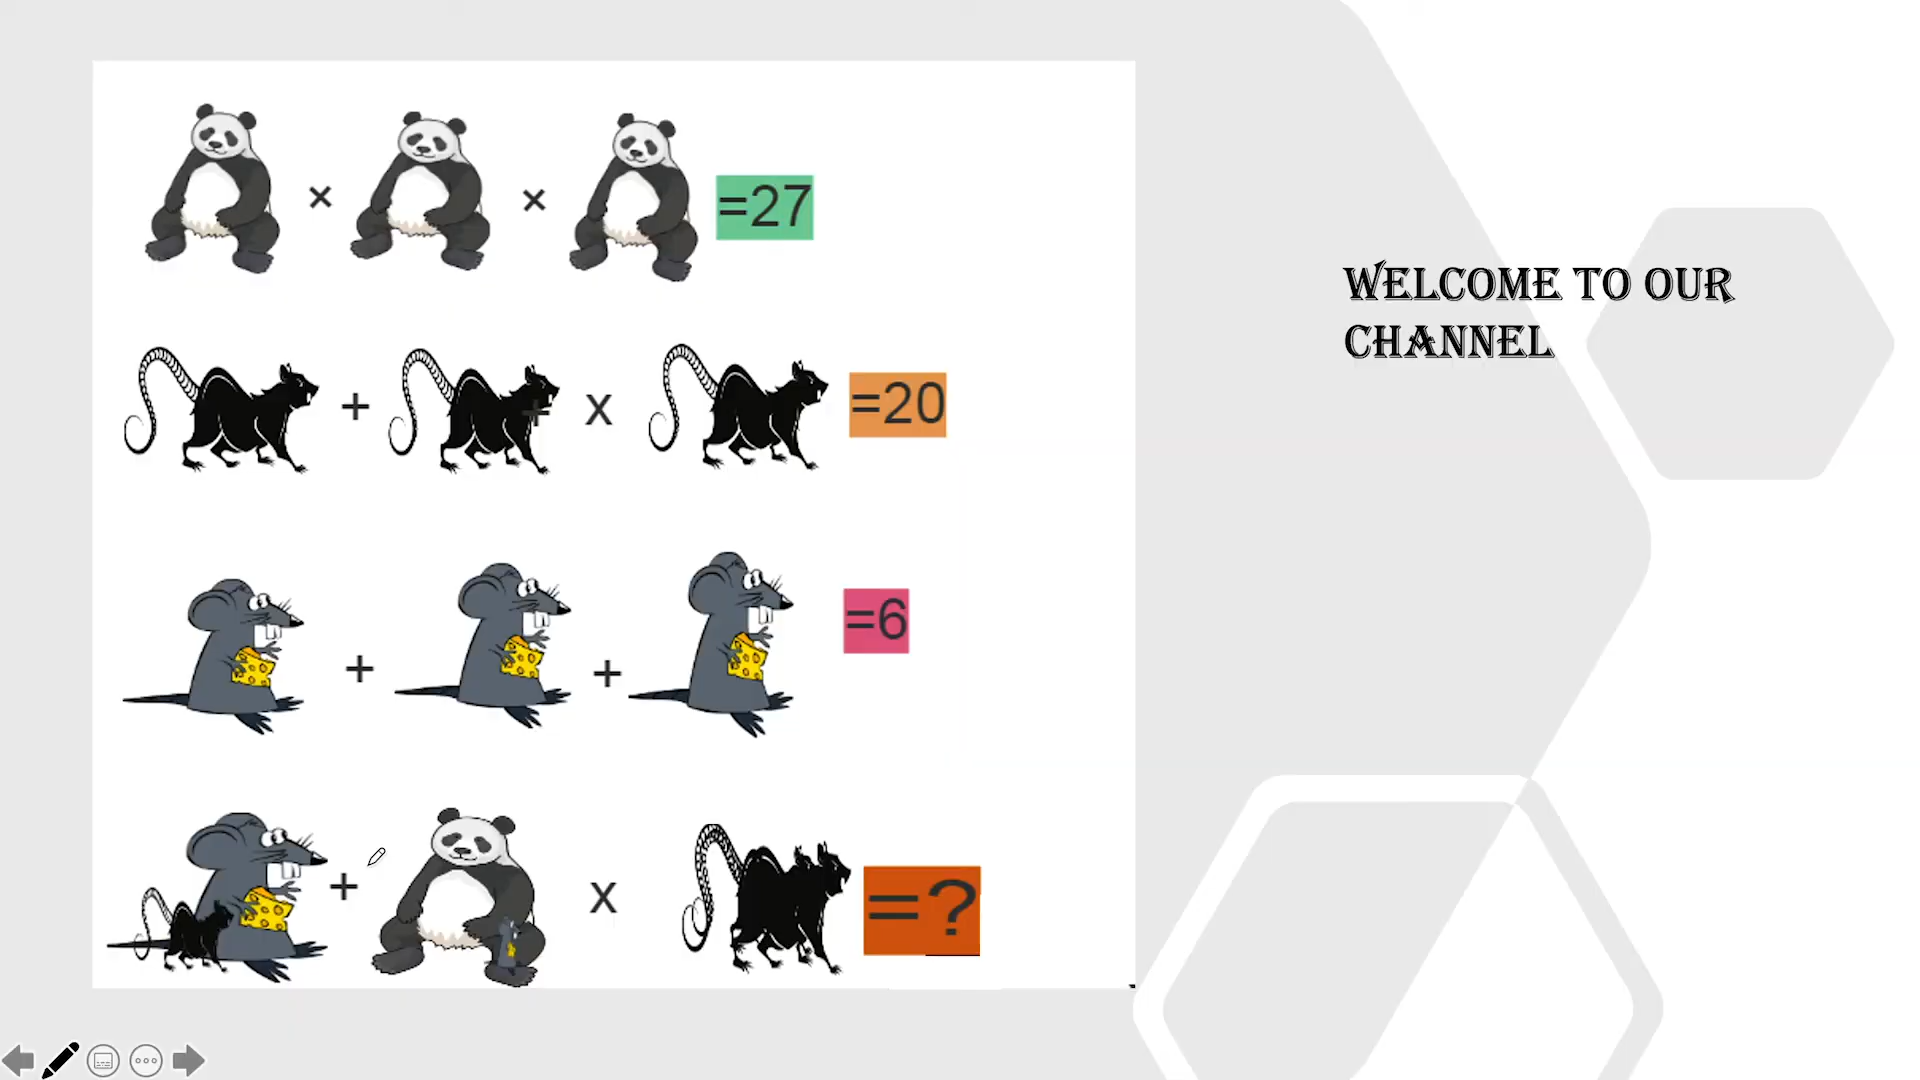 × × =27
+ + x =20
+ + =6
+ x =?
WELCOME TO OUR
CHANNEL